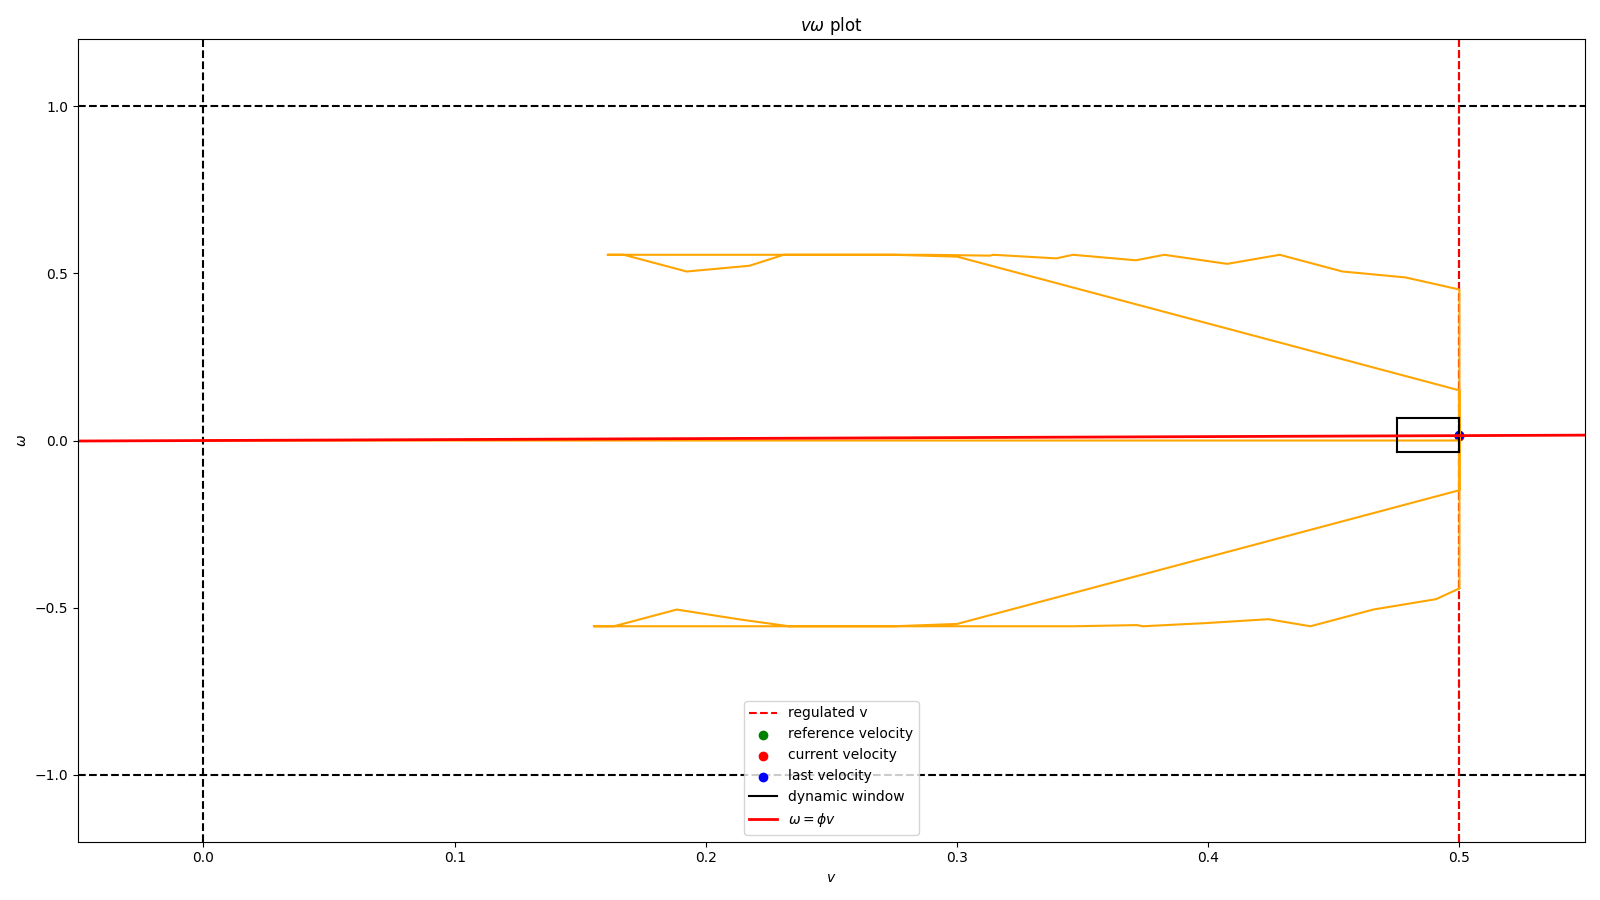 vω plot
1.0
0.5
0.0
−0.5
−1.0
ω
0.0 0.1 0.2 0.3 0.4 0.5
v
regulated v
reference velocity
current velocity
last velocity
dynamic window
ω = ϕv